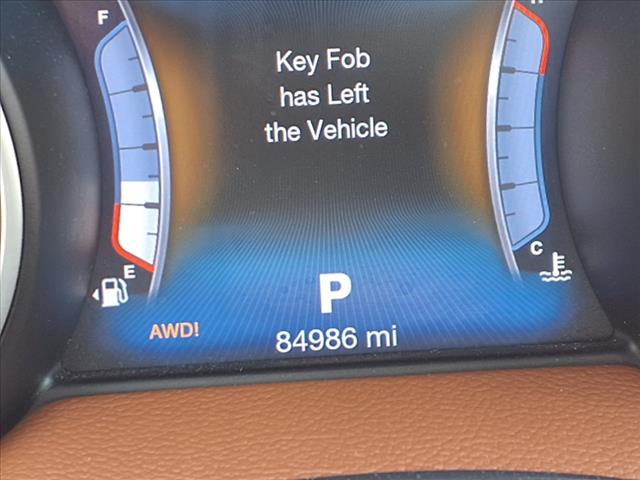 F
H
Key Fob
has Left
the Vehicle
E
C
P
AWD!
84986 mi